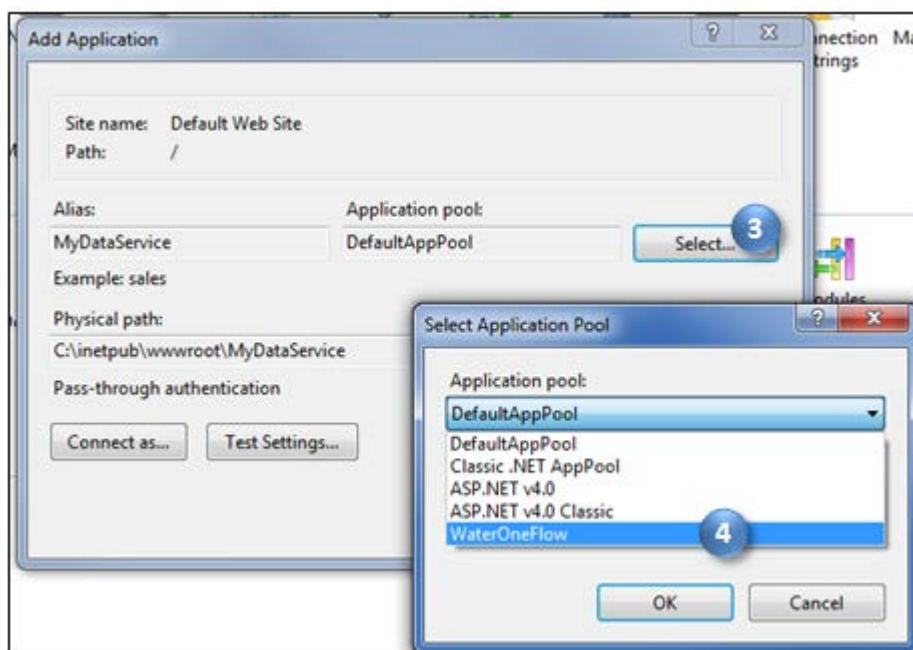 Add Application
nnection Ma
trings
Site name: Default Web Site
Path: /
Alias:
Application pool:
MyDataService
DefaultAppPool
Select...
3
Example: sales
Physical path:
C:\inetpub\wwwroot\MyDataService
Pass-through authentication
Connect as...
Test Settings...
Select Application Pool
Application pool:
DefaultAppPool
DefaultAppPool
Classic .NET AppPool
ASP.NET v4.0
ASP.NET v4.0 Classic
WaterOneFlow
4
OK
Cancel